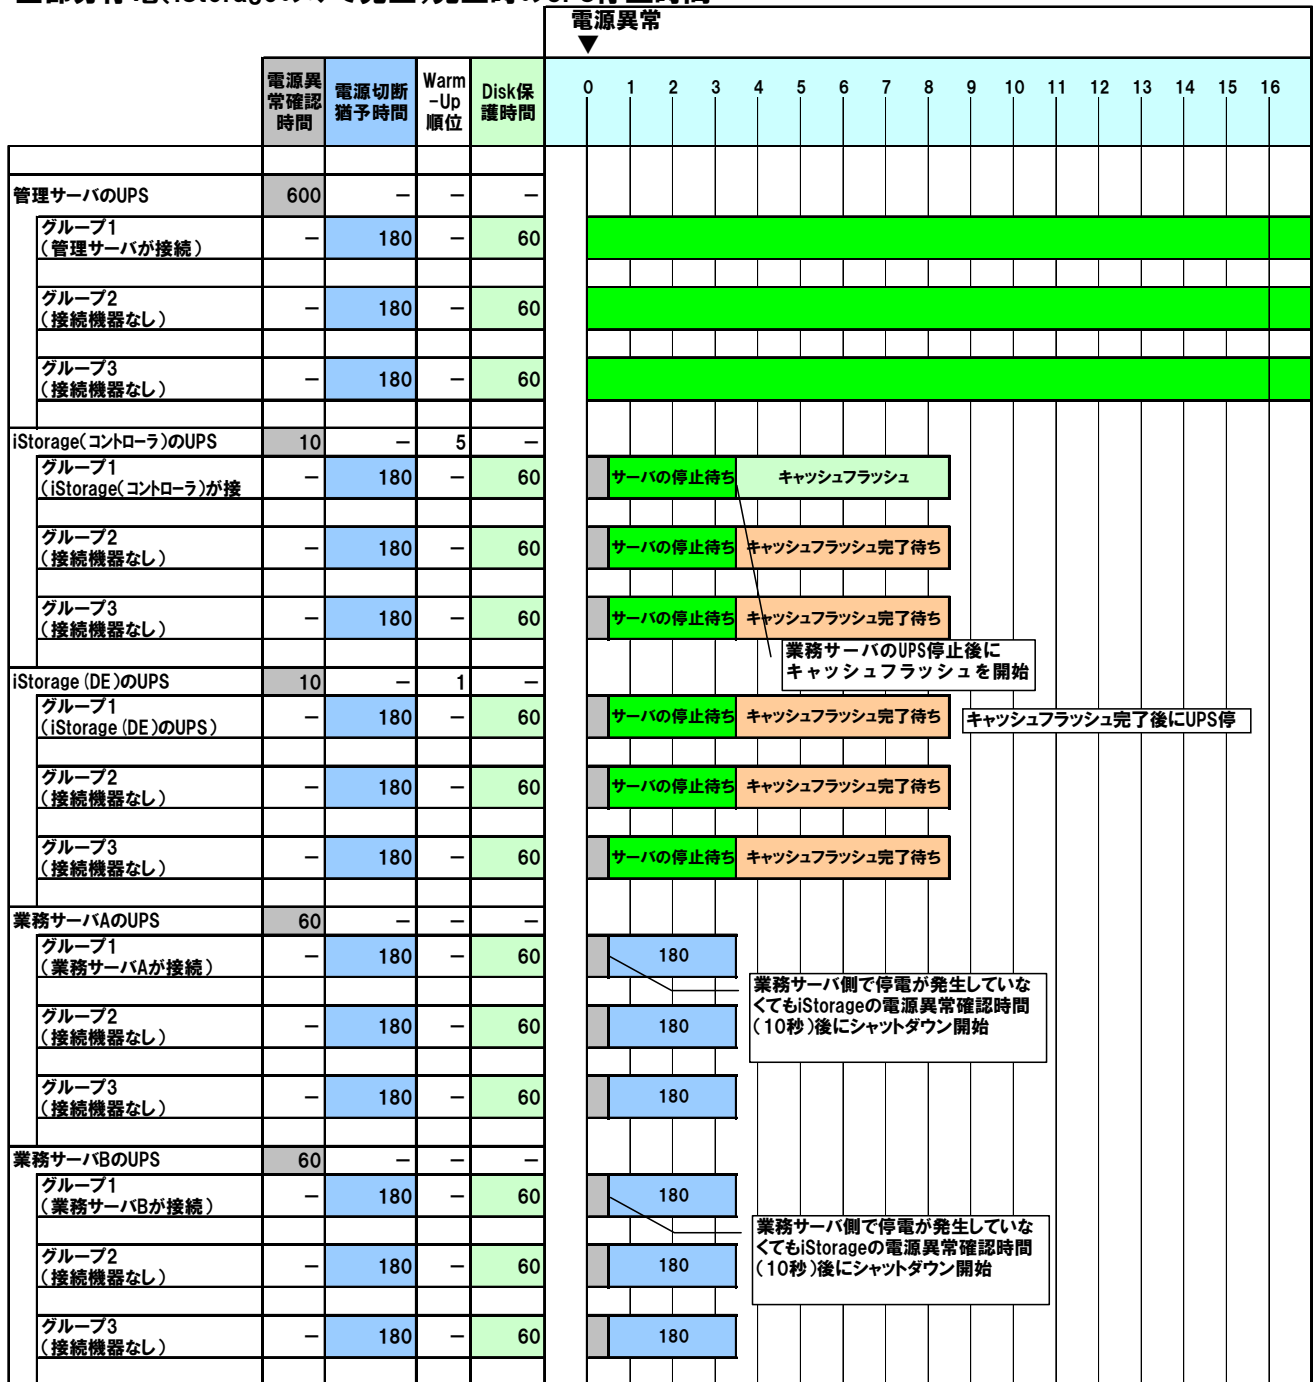 電源異常
▼
電源異常確認時間 電源切断猶予時間 Warm-Up順位 Disk保護時間 0 1 2 3 4 5 6 7 8 9 10 11 12 13 14 15 16
管理サーバのUPS 600 － － －
グループ1
（管理サーバが接続） － 180 － 60
グループ2
（接続機器なし） － 180 － 60
グループ3
（接続機器なし） － 180 － 60
iStorage（コントローラ）のUPS 10 － 5 －
グループ1
（iStorage（コントローラ）が接 － 180 － 60 サーバの停止待ち キャッシュフラッシュ
グループ2
（接続機器なし） － 180 － 60 サーバの停止待ち キャッシュフラッシュ完了待ち
グループ3
（接続機器なし） － 180 － 60 サーバの停止待ち キャッシュフラッシュ完了待ち
業務サーバのUPS停止後に
キャッシュフラッシュを開始
iStorage（DE）のUPS 10 － 1 －
グループ1
（iStorage（DE）のUPS） － 180 － 60 サーバの停止待ち キャッシュフラッシュ完了待ち キャッシュフラッシュ完了後にUPS停
グループ2
（接続機器なし） － 180 － 60 サーバの停止待ち キャッシュフラッシュ完了待ち
グループ3
（接続機器なし） － 180 － 60 サーバの停止待ち キャッシュフラッシュ完了待ち
業務サーバAのUPS 60 － － －
グループ1
（業務サーバAが接続） － 180 － 60 180
業務サーバ側で停電が発生していな
くてもiStorageの電源異常確認時間
（10秒）後にシャットダウン開始
グループ2
（接続機器なし） － 180 － 60 180
グループ3
（接続機器なし） － 180 － 60 180
業務サーバBのUPS 60 － － －
グループ1
（業務サーバBが接続） － 180 － 60 180
業務サーバ側で停電が発生していな
くてもiStorageの電源異常確認時間
（10秒）後にシャットダウン開始
グループ2
（接続機器なし） － 180 － 60 180
グループ3
（接続機器なし） － 180 － 60 180